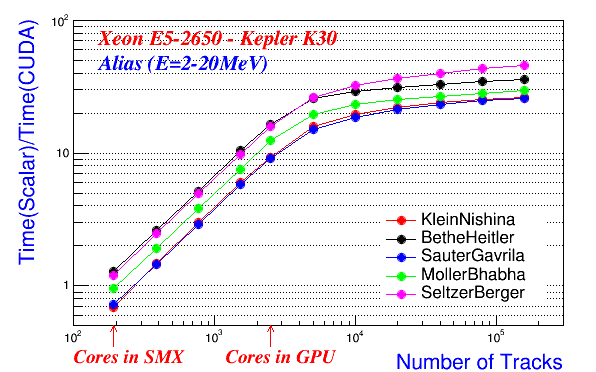 Xeon E5-2650 - Kepler K30
Alias (E=2-20MeV)
Time(Scalar)/Time(CUDA)
10²
10
1
KleinNishina
BetheHeitler
SauterGavrila
MollerBhabha
SeltzerBerger
10² 10³ 10⁴ 10⁵
Cores in SMX Cores in GPU
Number of Tracks